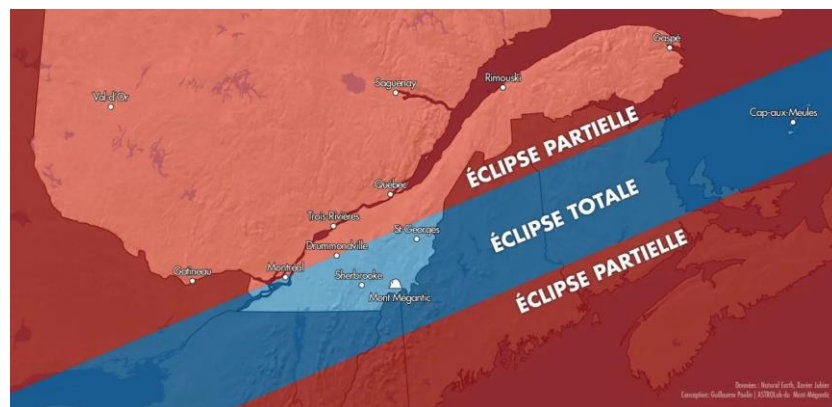 Gaspé
Saguenay
Rimouski
Val-d'Or
Cap-aux-Meules
ÉCLIPSE PARTIELLE
Québec
ÉCLIPSE TOTALE
Trois-Rivières
St-Georges
Drummondville
ÉCLIPSE PARTIELLE
Gatineau
Montréal
Sherbrooke
Mont Mégantic
Données : Natural Earth, Xavier Jubier
Conception: Guillaume Poulin | ASTROLab du Mont-Mégantic